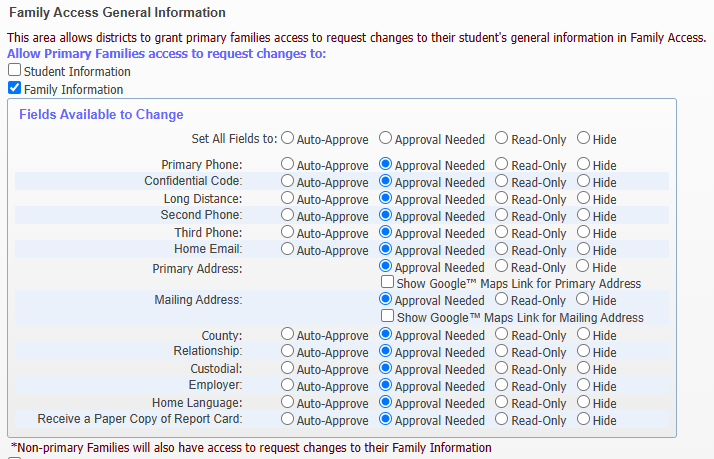 Family Access General Information
This area allows districts to grant primary families access to request changes to their student's general information in Family Access.
Allow Primary Families access to request changes to:
Student Information
Family Information
Fields Available to Change
Set All Fields to: Auto-Approve Approval Needed Read-Only Hide
Primary Phone: Auto-Approve Approval Needed Read-Only Hide
Confidential Code: Auto-Approve Approval Needed Read-Only Hide
Long Distance: Auto-Approve Approval Needed Read-Only Hide
Second Phone: Auto-Approve Approval Needed Read-Only Hide
Third Phone: Auto-Approve Approval Needed Read-Only Hide
Home Email: Auto-Approve Approval Needed Read-Only Hide
Primary Address: Approval Needed Read-Only Hide
Show Google™ Maps Link for Primary Address
Mailing Address: Approval Needed Read-Only Hide
Show Google™ Maps Link for Mailing Address
County: Auto-Approve Approval Needed Read-Only Hide
Relationship: Auto-Approve Approval Needed Read-Only Hide
Custodial: Auto-Approve Approval Needed Read-Only Hide
Employer: Auto-Approve Approval Needed Read-Only Hide
Home Language: Auto-Approve Approval Needed Read-Only Hide
Receive a Paper Copy of Report Card: Auto-Approve Approval Needed Read-Only Hide
*Non-primary Families will also have access to request changes to their Family Information